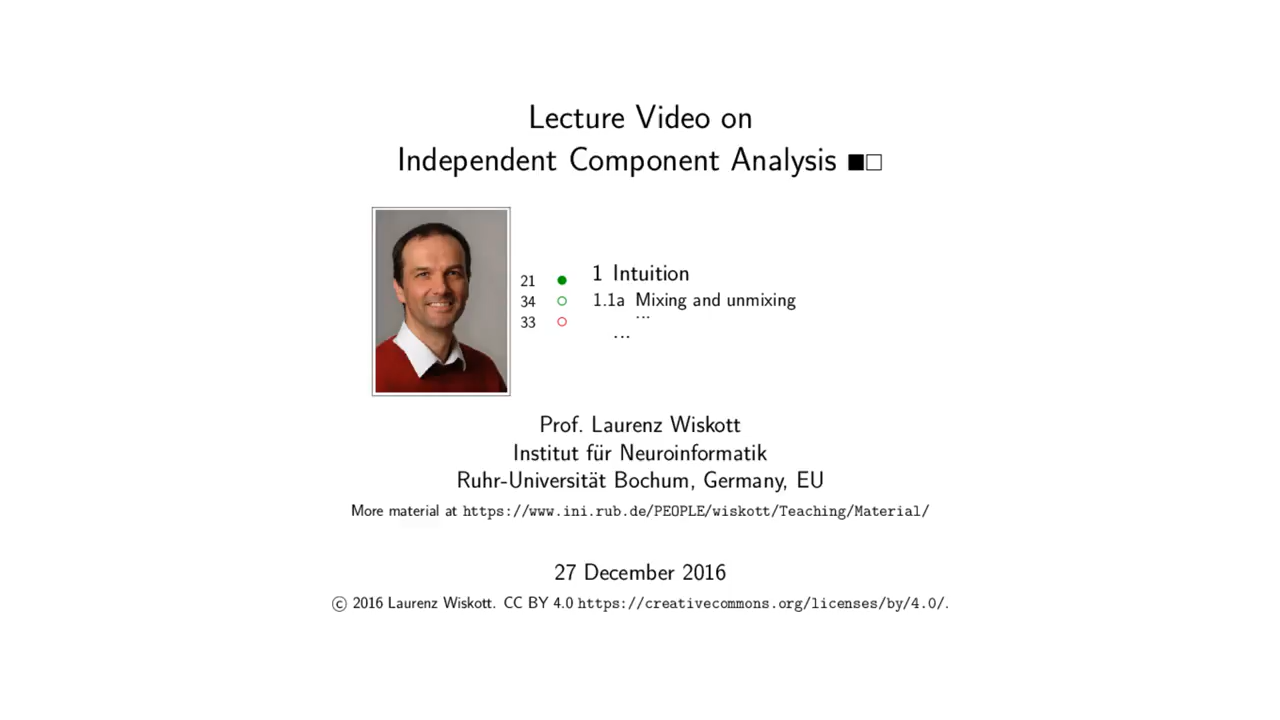 Lecture Video on
Independent Component Analysis ■□
21 ● 1 Intuition
34 ○ 1.1a Mixing and unmixing
33 ○ ...
...
Prof. Laurenz Wiskott
Institut für Neuroinformatik
Ruhr-Universität Bochum, Germany, EU
More material at https://www.ini.rub.de/PEOPLE/wiskott/Teaching/Material/
27 December 2016
© 2016 Laurenz Wiskott. CC BY 4.0 https://creativecommons.org/licenses/by/4.0/.